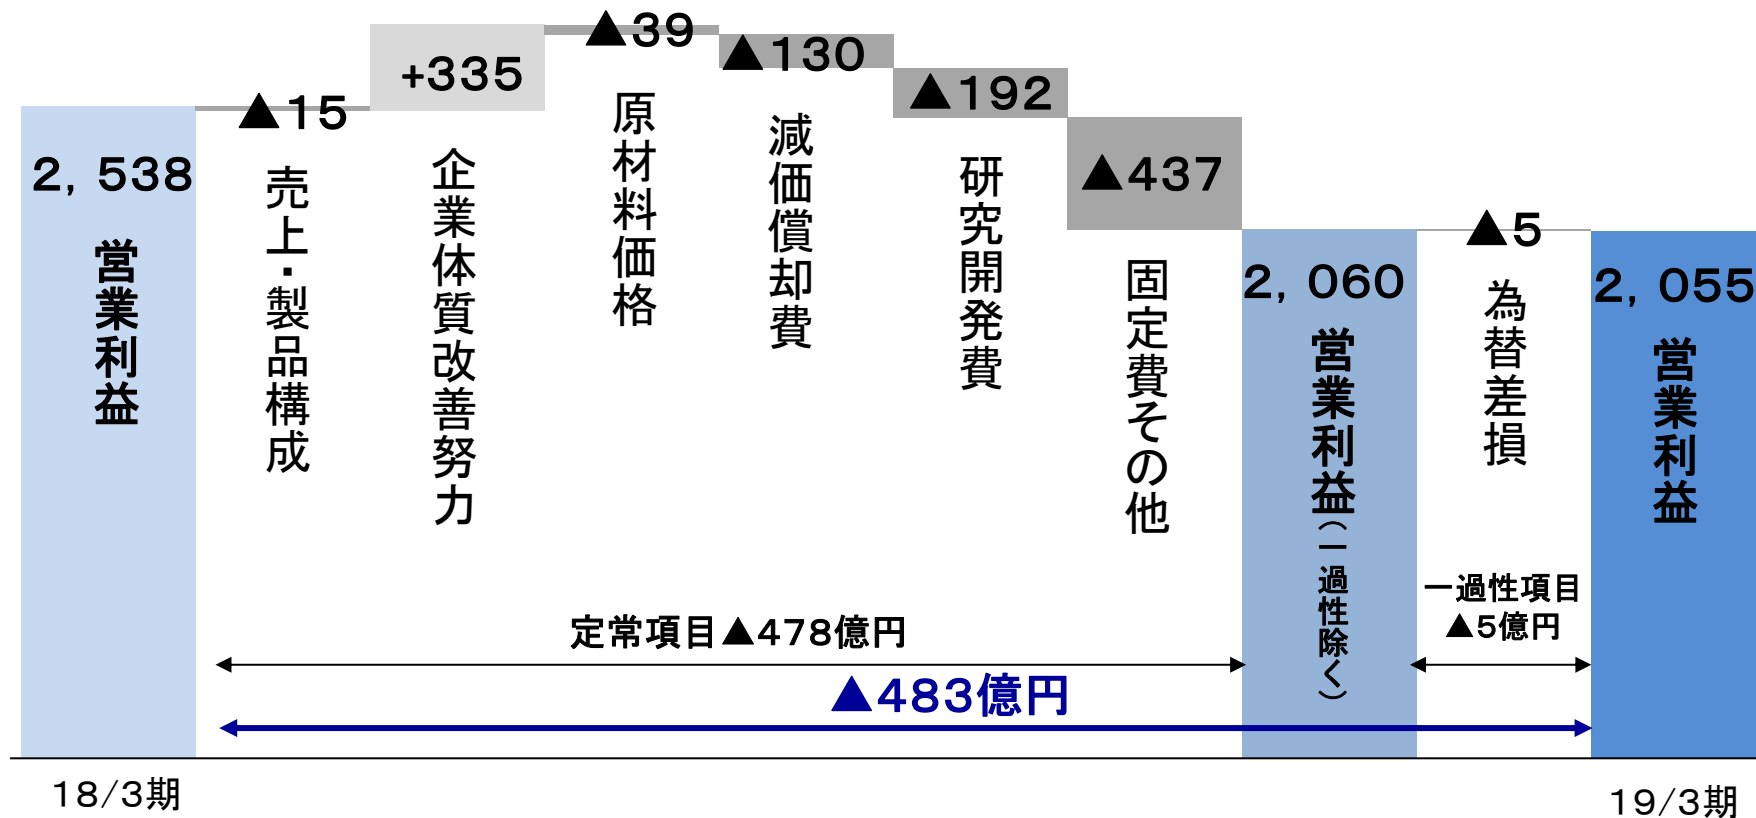 2,538
営業利益
▲15
売上・製品構成
+335
企業体質改善努力
▲39
原材料価格
▲130
減価償却費
▲192
研究開発費
▲437
固定費その他
2,060
営業利益(一過性除く)
▲5
為替差損
2,055
営業利益
定常項目▲478億円
一過性項目
▲5億円
▲483億円
18/3期
19/3期